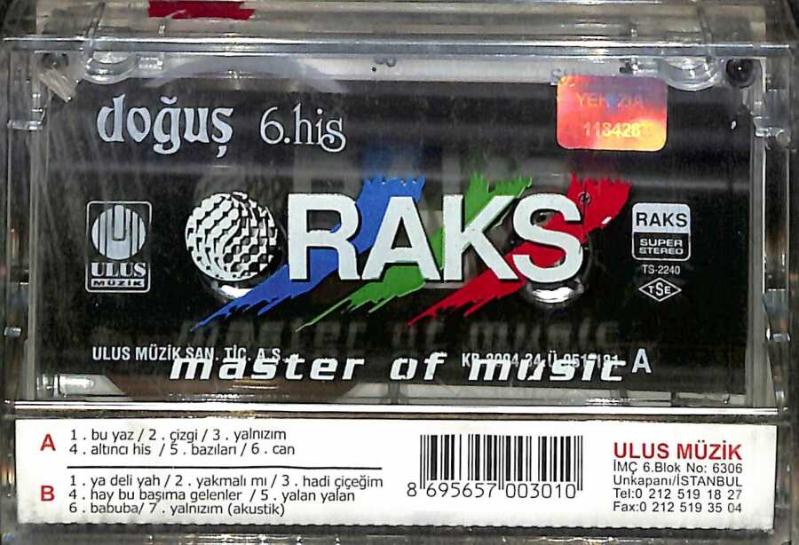 doğuş 6.his
118428
ORAKS
ULUS
MÜZİK
RAKS
SUPER
STEREO
TS-2240
TSE
ULUS MÜZİK SAN. TİC. A.Ş.
A
master of music
A
1 . bu yaz / 2 . çizgi / 3 . yalnızım
4 . altıncı his / 5 . bazıları / 6 . can
B
1 . ya deli yah / 2 . yakmalı mı / 3 . hadi çiçeğim
4 . hay bu başıma gelenler / 5 . yalan yalan
6 . babuba/ 7 . yalnızım (akustik)
8 695657 003010
ULUS MÜZİK
İMÇ 6.Blok No: 6306
Unkapanı/İSTANBUL
Tel:0 212 519 18 27
Fax:0 212 519 35 04